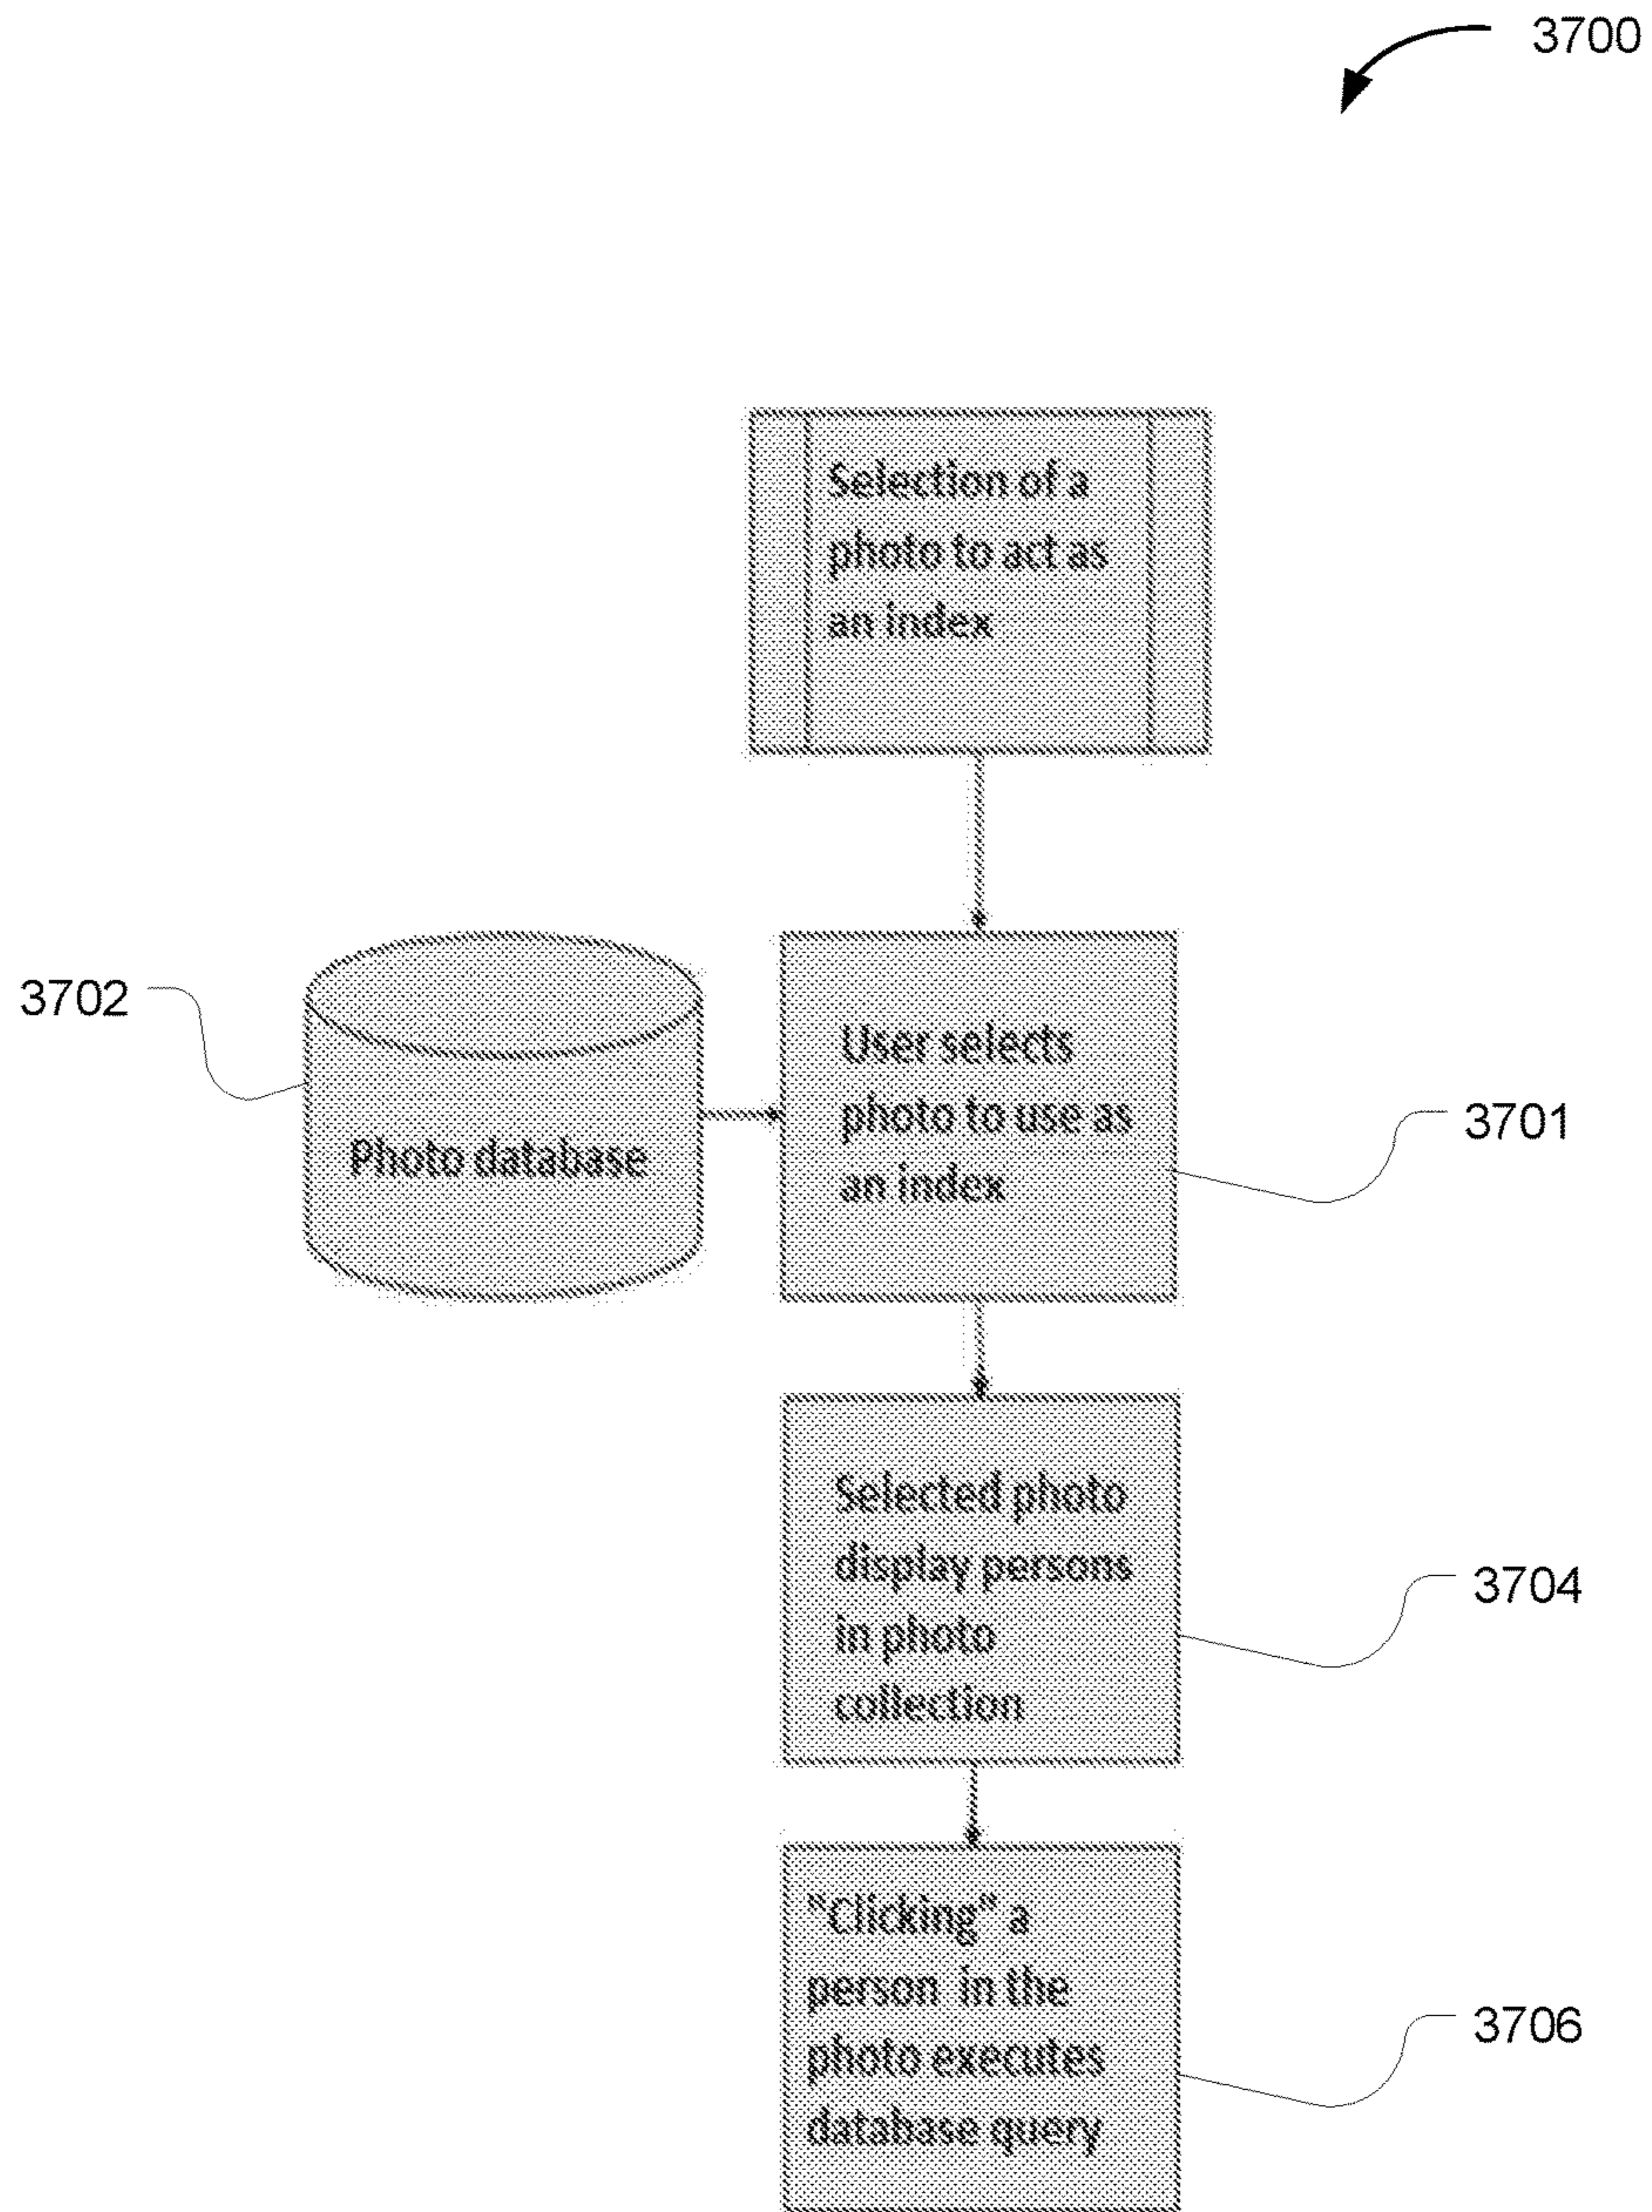 3700
Selection of a
photo to act as
an index
3702
Photo database
User selects
photo to use as
an index
3701
Selected photo
display persons
in photo
collection
3704
"Clicking" a
person in the
photo executes
database query
3706